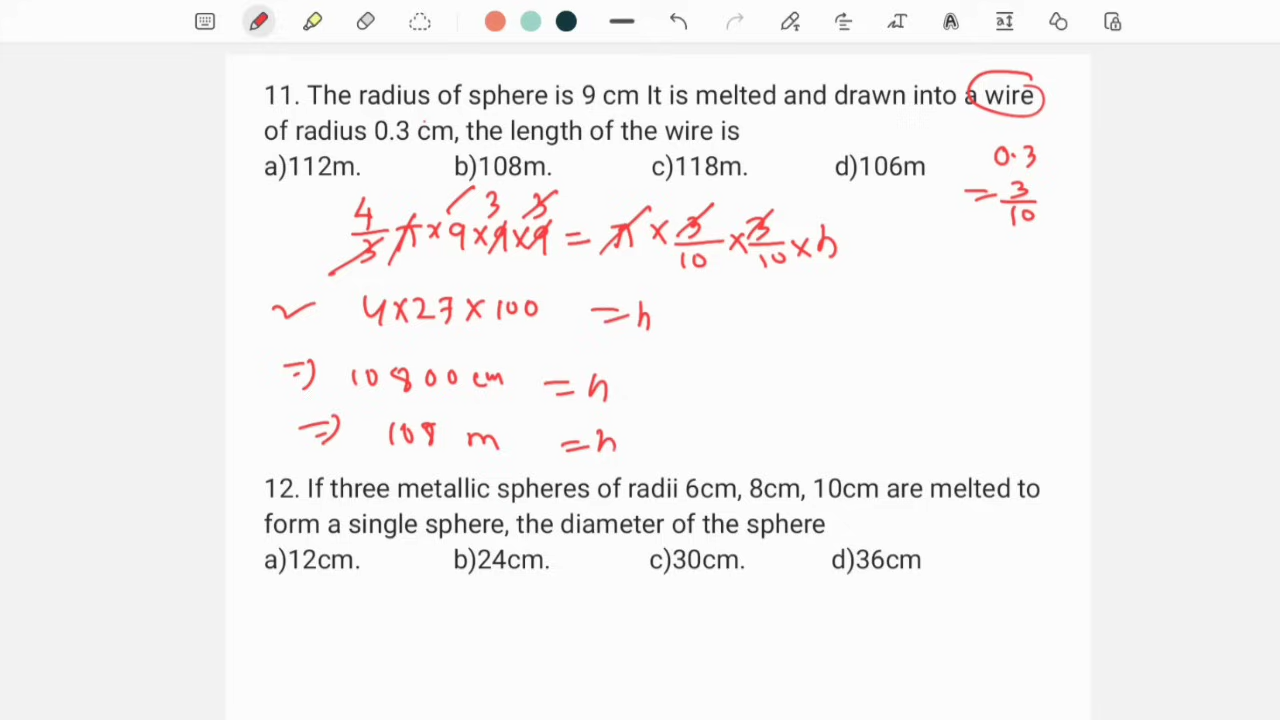 11. The radius of sphere is 9 cm It is melted and drawn into a wire
of radius 0.3 cm, the length of the wire is
a)112m. b)108m. c)118m. d)106m
0.3
= 3/10
4/3 π × 9 × 9 × 9 = π × 3/10 × 3/10 × h
3 3
4 × 27 × 100 = h
⇒ 10800 cm = h
⇒ 108 m = h
12. If three metallic spheres of radii 6cm, 8cm, 10cm are melted to
form a single sphere, the diameter of the sphere
a)12cm. b)24cm. c)30cm. d)36cm